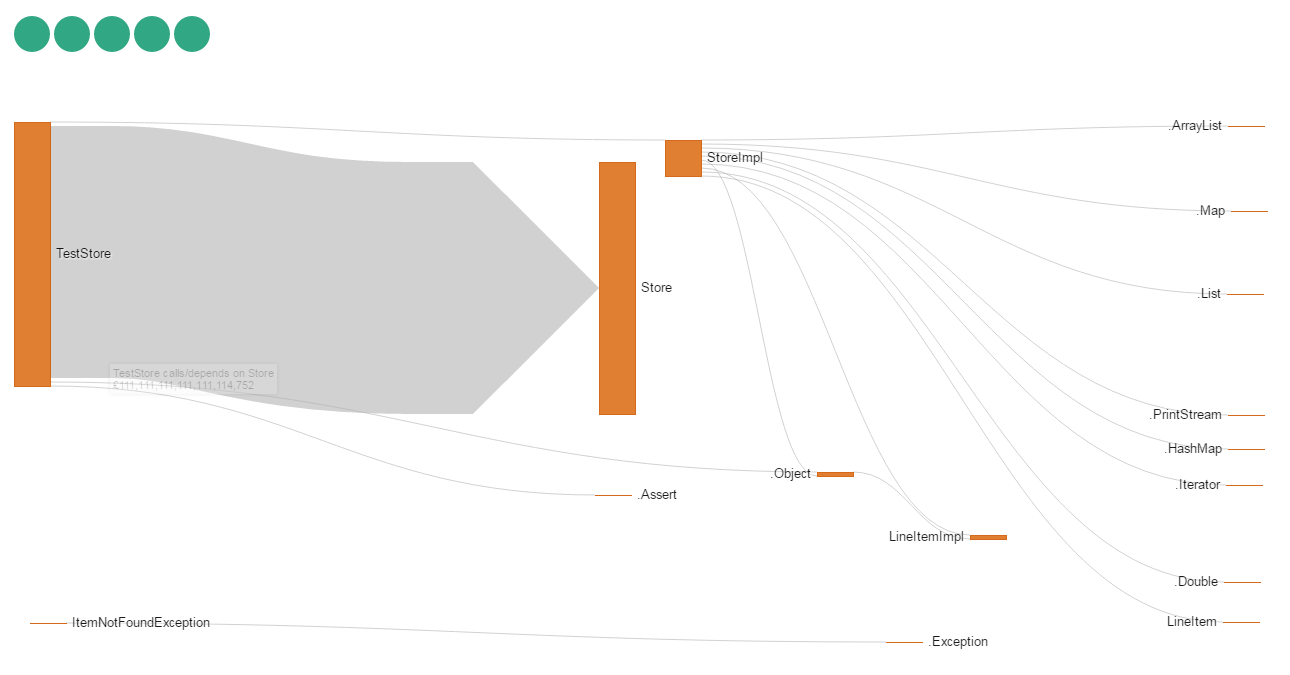 .ArrayList
StoreImpl
.Map
TestStore
Store
.List
TestStore calls/depends on Store
£111,111,111,111,111,114,752
.PrintStream
.HashMap
.Object
.Iterator
.Assert
LineItemImpl
.Double
ItemNotFoundException
LineItem
.Exception